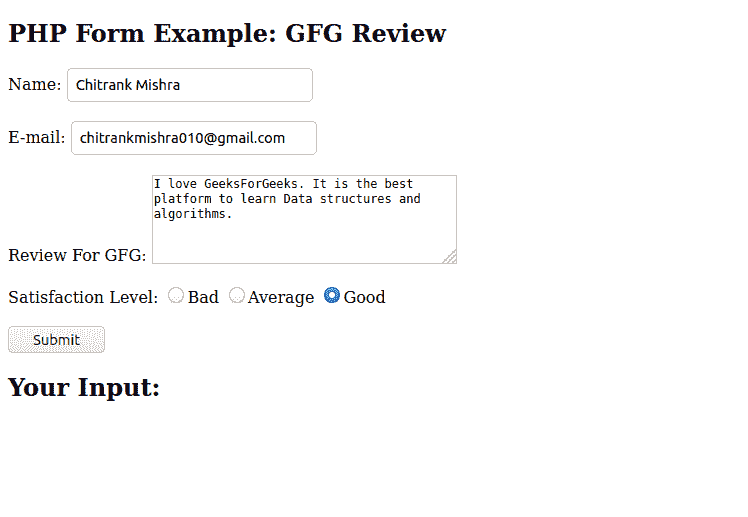 PHP Form Example: GFG Review
Name: Chitrank Mishra
E-mail: chitrankmishra010@gmail.com
I love GeeksForGeeks. It is the best
platform to learn Data structures and
algorithms.
Review For GFG:
Satisfaction Level: Bad Average Good
Submit
Your Input: